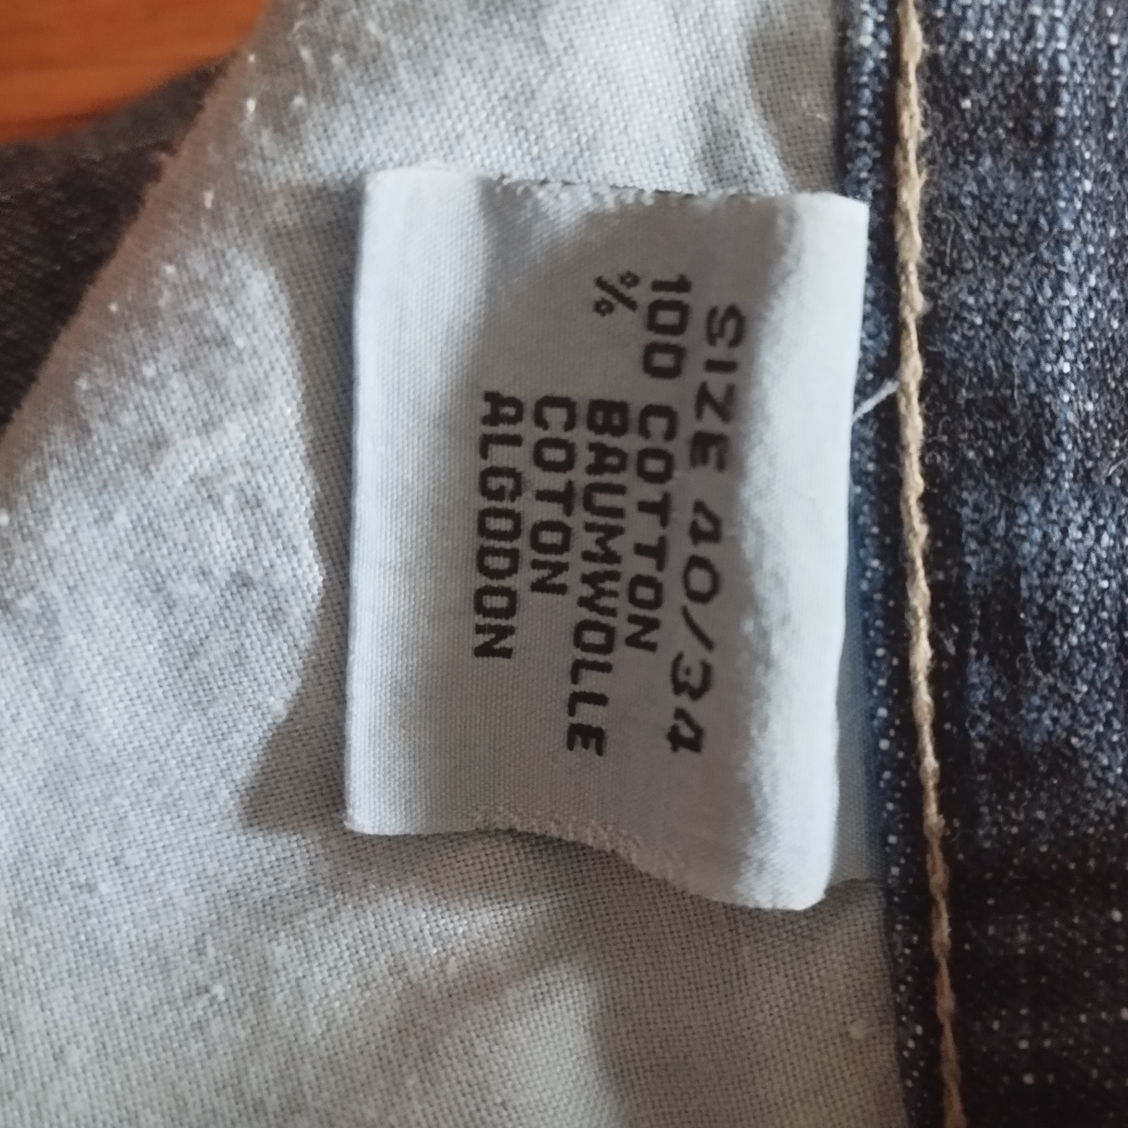 SIZE 40/34
100 COTTON
% BAUMWOLLE
COTON
ALGODON